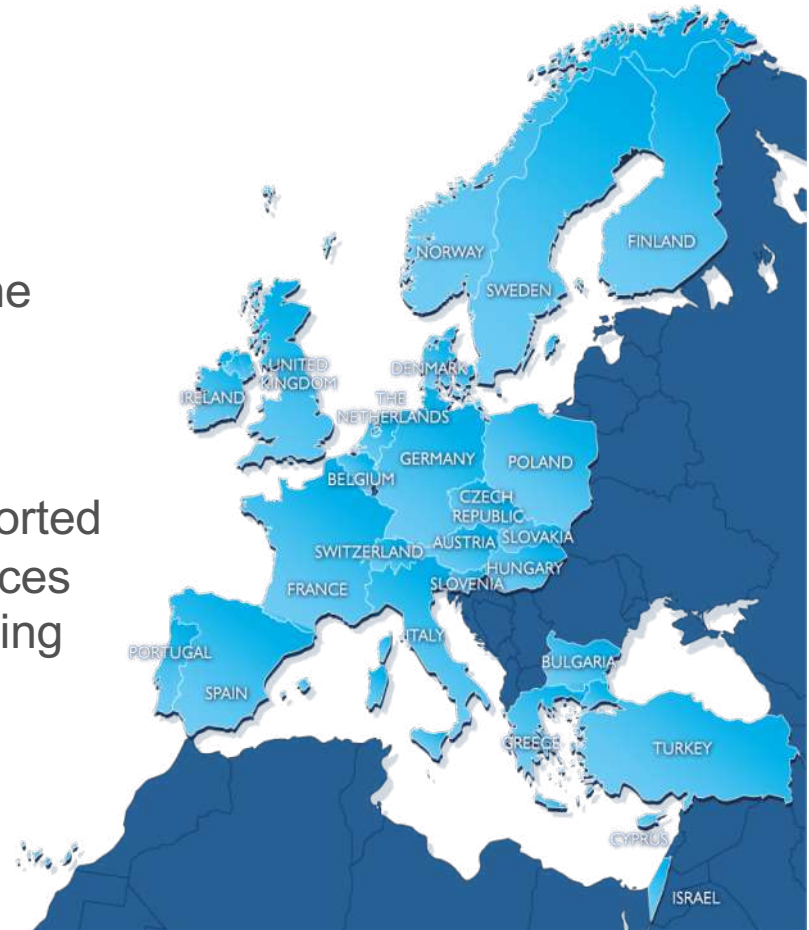 ne
orted
ces
ing
NORWAY
FINLAND
SWEDEN
UNITED
KINGDOM
IRELAND
DENMARK
THE
NETHERLANDS
GERMANY
POLAND
BELGIUM
CZECH
REPUBLIC
AUSTRIA
SLOVAKIA
SWITZERLAND
HUNGARY
FRANCE
SLOVENIA
ITALY
PORTUGAL
SPAIN
BULGARIA
GREECE
TURKEY
CYPRUS
ISRAEL